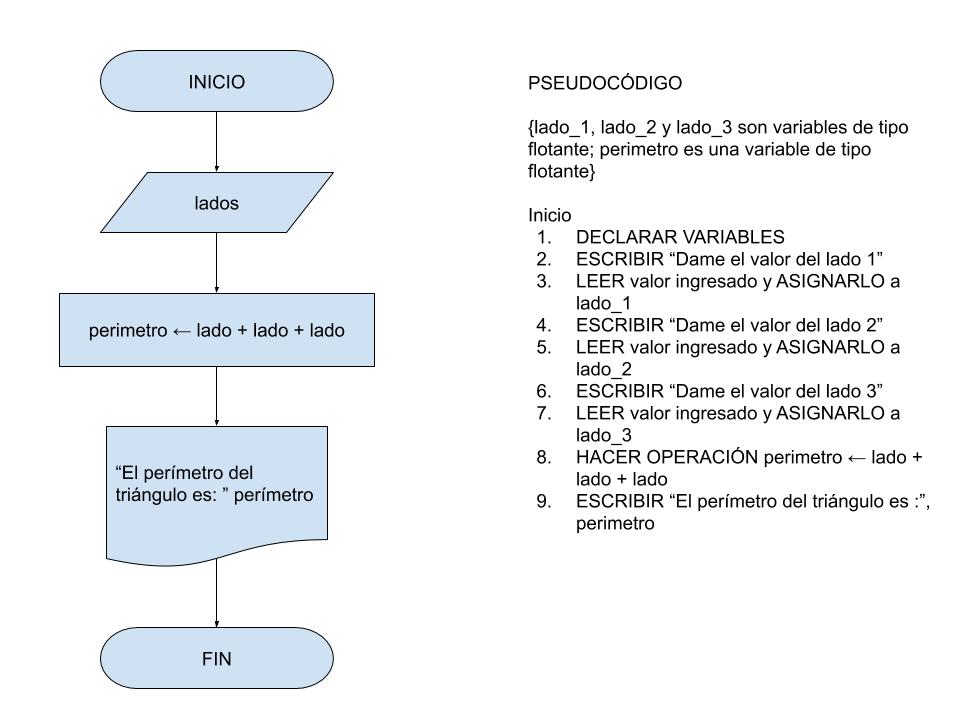 INICIO
lados
perimetro ← lado + lado + lado
“El perímetro del
triángulo es: ” perímetro
FIN
PSEUDOCÓDIGO
{lado_1, lado_2 y lado_3 son variables de tipo
flotante; perimetro es una variable de tipo
flotante}
Inicio
1. DECLARAR VARIABLES
2. ESCRIBIR “Dame el valor del lado 1”
3. LEER valor ingresado y ASIGNARLO a
lado_1
4. ESCRIBIR “Dame el valor del lado 2”
5. LEER valor ingresado y ASIGNARLO a
lado_2
6. ESCRIBIR “Dame el valor del lado 3”
7. LEER valor ingresado y ASIGNARLO a
lado_3
8. HACER OPERACIÓN perimetro ← lado +
lado + lado
9. ESCRIBIR “El perímetro del triángulo es :”,
perimetro